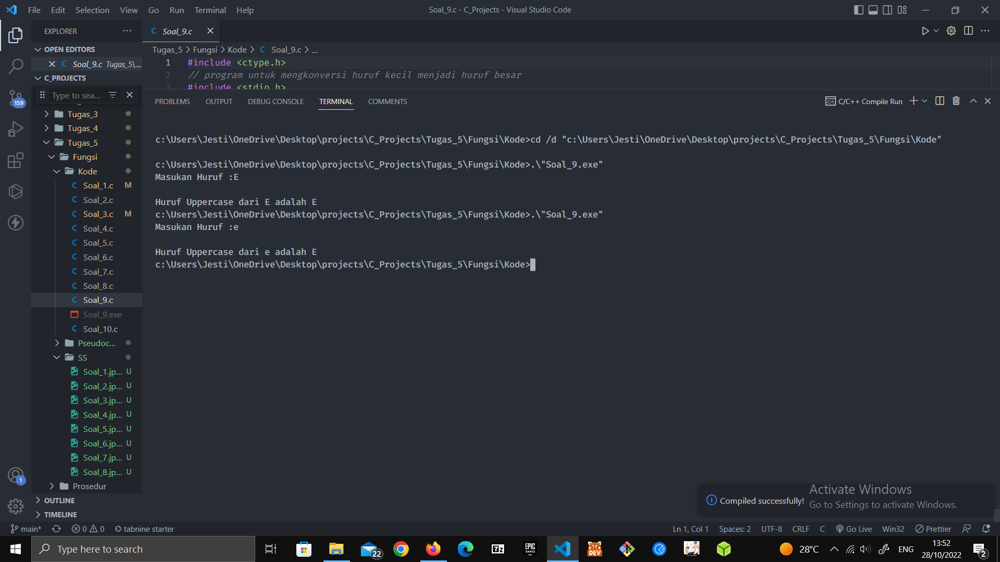 File Edit Selection View Go Run Terminal Help
Soal_9.c - C_Projects - Visual Studio Code
EXPLORER
Soal_9.c
OPEN EDITORS
Soal_9.c Tugas_5\...
C_PROJECTS
Type to sea...
159
Tugas_3
Tugas_4
Tugas_5
Fungsi
Kode
Soal_1.c M
Soal_2.c
Soal_3.c M
Soal_4.c
Soal_5.c
Soal_6.c
Soal_7.c
Soal_8.c
Soal_9.c
Soal_9.exe
Soal_10.c
Pseudoc...
SS
Soal_1.jp... U
Soal_2.jp... U
Soal_3.jp... U
Soal_4.jp... U
Soal_5.jp... U
Soal_6.jp... U
Soal_7.jp... U
Soal_8.jp... U
Prosedur
1
OUTLINE
TIMELINE
Tugas_5 > Fungsi > Kode > C Soal_9.c > ...
1 #include <ctype.h>
2 // program untuk mengkonversi huruf kecil menjadi huruf besar
3 #include <stdio.h>
PROBLEMS OUTPUT DEBUG CONSOLE TERMINAL COMMENTS
C/C++ Compile Run
c:\Users\Jesti\OneDrive\Desktop\projects\C_Projects\Tugas_5\Fungsi\Kode>cd /d "c:\Users\Jesti\OneDrive\Desktop\projects\C_Projects\Tugas_5\Fungsi\Kode"
c:\Users\Jesti\OneDrive\Desktop\projects\C_Projects\Tugas_5\Fungsi\Kode>.\"Soal_9.exe"
Masukan Huruf :E
Huruf Uppercase dari E adalah E
c:\Users\Jesti\OneDrive\Desktop\projects\C_Projects\Tugas_5\Fungsi\Kode>.\"Soal_9.exe"
Masukan Huruf :e
Huruf Uppercase dari e adalah E
c:\Users\Jesti\OneDrive\Desktop\projects\C_Projects\Tugas_5\Fungsi\Kode>
Compiled successfully!
Activate Windows
Go to Settings to activate Windows.
main* 0 0 tabnine starter
Ln 1, Col 1 Spaces: 2 UTF-8 CRLF C Go Live Win32 Prettier
Type here to search
22
7z
EPIC GAMES
DEV
28°C
ENG
13:52
28/10/2022
2